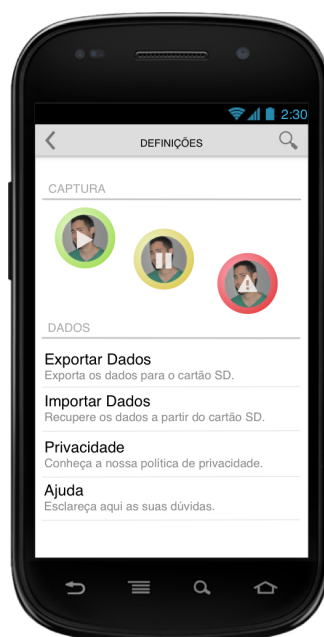 2:30
DEFINIÇÕES
CAPTURA
DADOS
Exportar Dados
Exporta os dados para o cartão SD.
Importar Dados
Recupere os dados a partir do cartão SD.
Privacidade
Conheça a nossa política de privacidade.
Ajuda
Esclareça aqui as suas dúvidas.